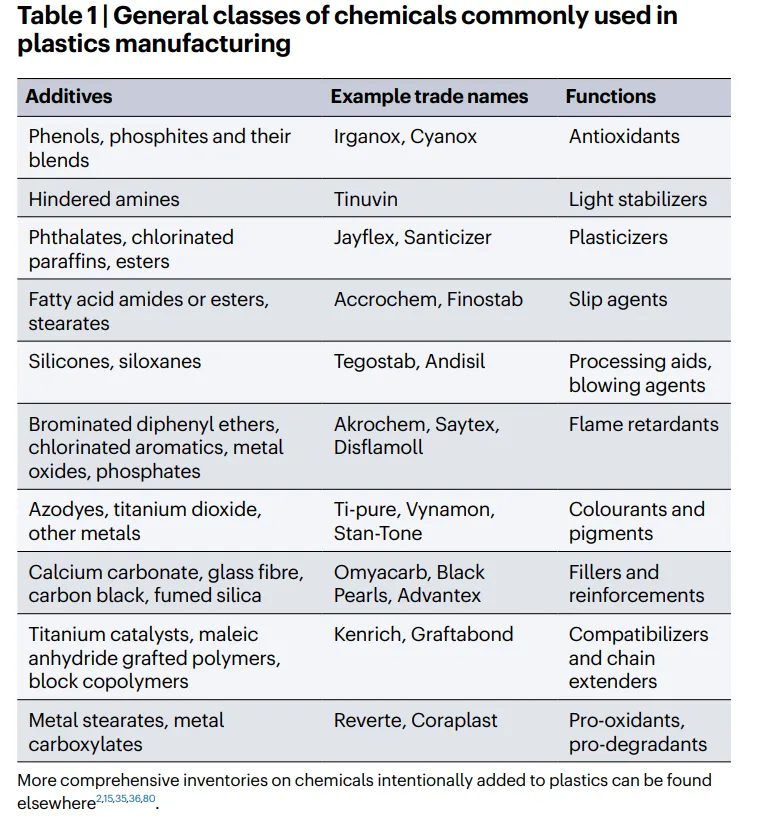 Table 1 | General classes of chemicals commonly used in
plastics manufacturing
Additives Example trade names Functions
Phenols, phosphites and their Irganox, Cyanox Antioxidants
blends
Hindered amines Tinuvin Light stabilizers
Phthalates, chlorinated Jayflex, Santicizer Plasticizers
paraffins, esters
Fatty acid amides or esters, Accrochem, Finostab Slip agents
stearates
Silicones, siloxanes Tegostab, Andisil Processing aids,
blowing agents
Brominated diphenyl ethers, Akrochem, Saytex, Flame retardants
chlorinated aromatics, metal Disflamoll
oxides, phosphates
Azodyes, titanium dioxide, Ti-pure, Vynamon, Colourants and
other metals Stan-Tone pigments
Calcium carbonate, glass fibre, Omyacarb, Black Fillers and
carbon black, fumed silica Pearls, Advantex reinforcements
Titanium catalysts, maleic Kenrich, Graftabond Compatibilizers
anhydride grafted polymers, and chain
block copolymers extenders
Metal stearates, metal Reverte, Coraplast Pro-oxidants,
carboxylates pro-degradants
More comprehensive inventories on chemicals intentionally added to plastics can be found
elsewhere2,15,35,36,80.